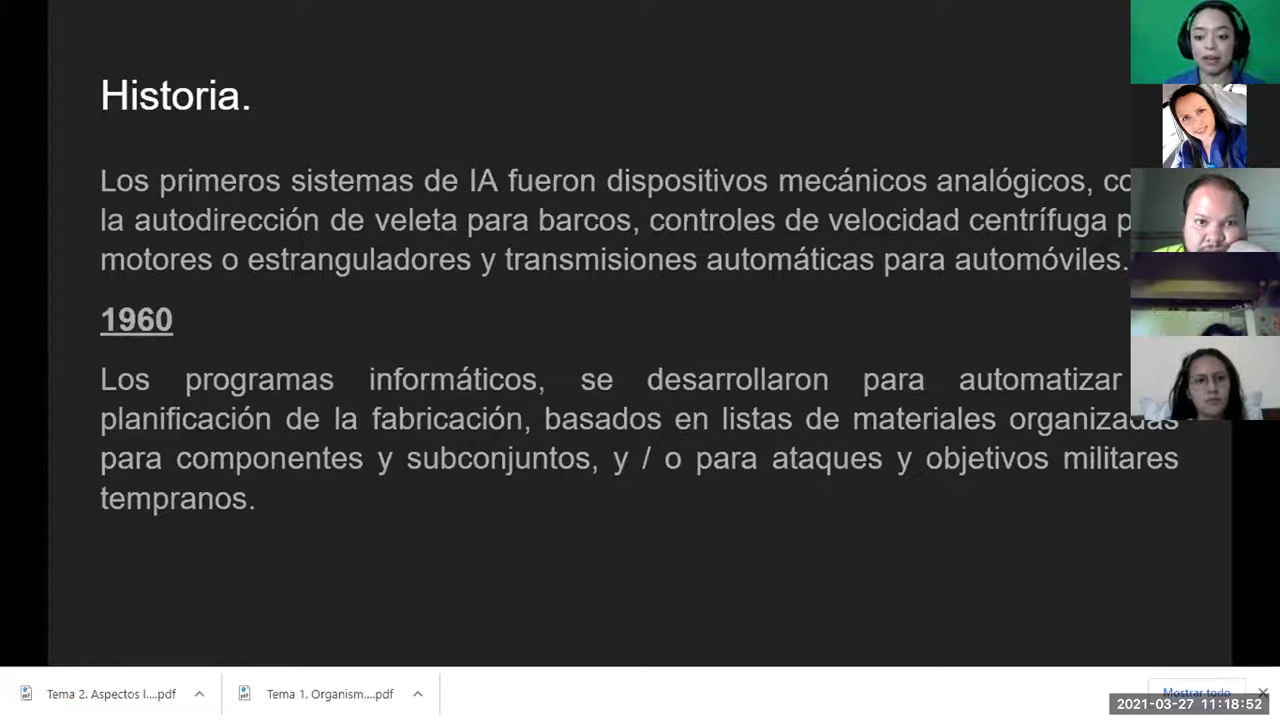 Historia.
Los primeros sistemas de IA fueron dispositivos mecánicos analógicos,
la autodirección de veleta para barcos, controles de velocidad centrífuga
motores o estranguladores y transmisiones automáticas para automóviles.
1960
Los programas informáticos, se desarrollaron para automatizar
planificación de la fabricación, basados en listas de materiales organizadas
para componentes y subconjuntos, y / o para ataques y objetivos militares
tempranos.
Tema 2. Aspectos l....pdf
Tema 1. Organism....pdf
Mostrar todo
2021-03-27 11:18:52